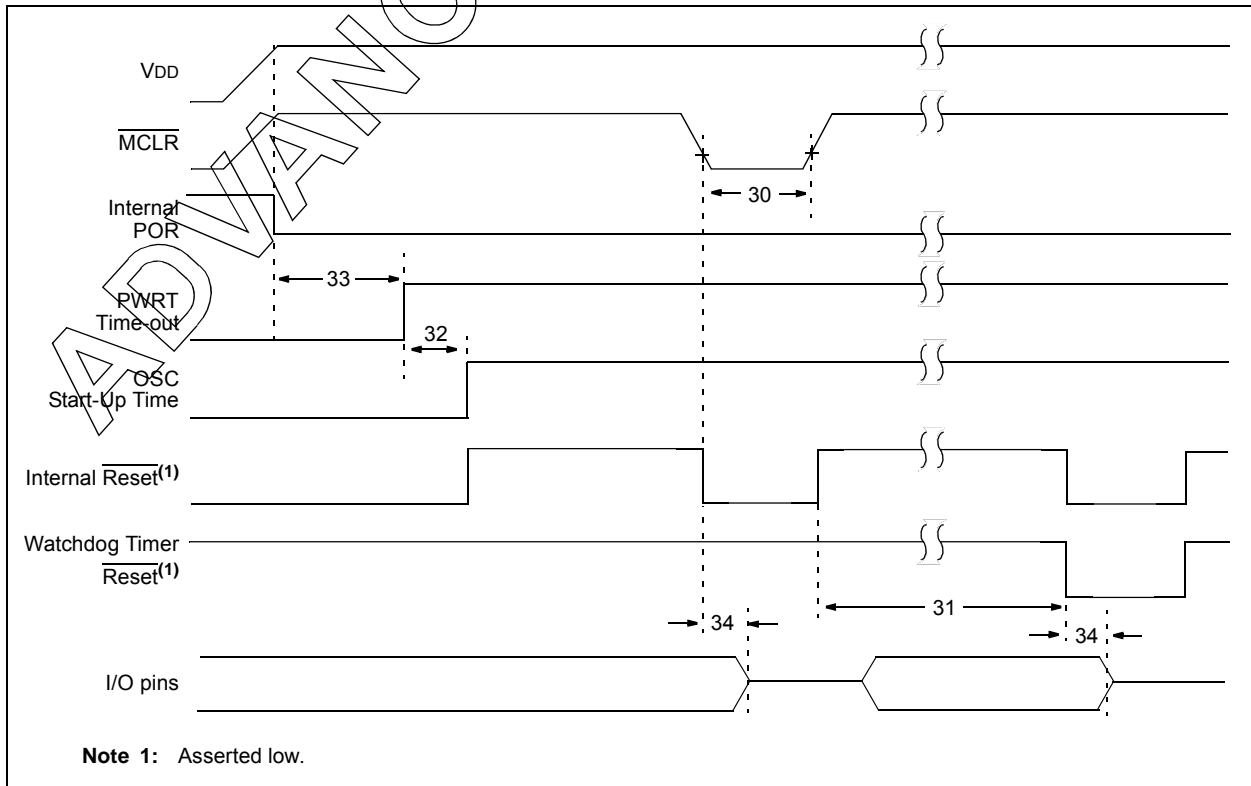 VDD
MCLR
30
Internal
POR
33
PWRT
Time-out
32
OSC
Start-Up Time
Internal Reset(1)
Watchdog Timer
Reset(1)
31
34
34
I/O pins
Note 1: Asserted low.
ADVANC